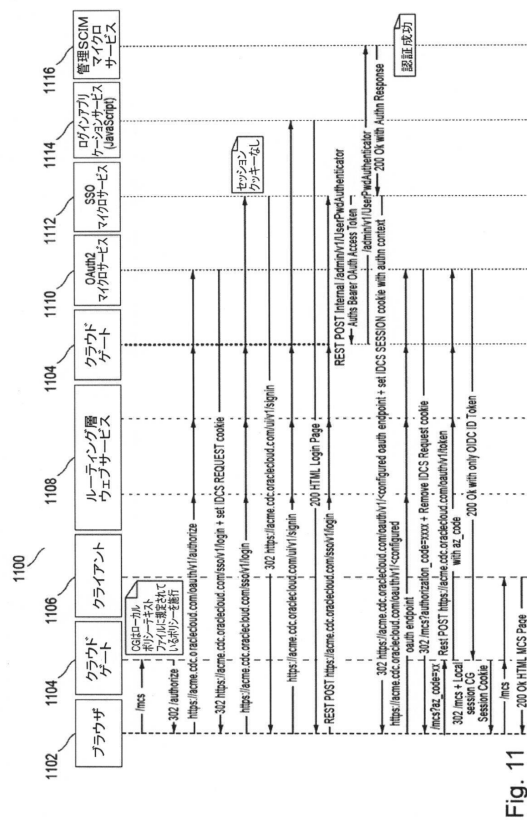 1100
1102
ブラウザ
1104
クラウド
ゲート
1106
クライアント
1108
ルーティング層
ウェブサービス
1104
クラウド
ゲート
1110
OAuth2
マイクロサービス
1112
SSO
マイクロサービス
1114
ログインアプリ
ケーションサービス
(JavaScript)
1116
管理SCIM
マイクロ
サービス
/mcs
CGはローカル
ポリシーテキスト
ファイルに規定されて
いるポリシーを施行
302 /authorize
https://acme.cdc.oraclecloud.com/oauth/v1/authorize
302 https://acme.cdc.oraclecloud.com/sso/v1/login + set IDCS REQUEST cookie
https://acme.cdc.oraclecloud.com/sso/v1/login
セッション
クッキーなし
302 https://acme.cdc.oraclecloud.com/ui/v1/signin
https://acme.cdc.oraclecloud.com/ui/v1/signin
200 HTML Login Page
REST POST https://acme.cdc.oraclecloud.com/sso/v1/login
REST POST Internal /admin/v1/UserPwdAuthenticator
Auths Bearer OAuth Access Token
/admin/v1/UserPwdAuthenticator
認証成功
200 Ok with Authn Response
302 https://acme.cdc.oraclecloud.com/oauth/v1/<configured oauth endpoint + set IDCS SESSION cookie with authn context
https://acme.cdc.oraclecloud.com/oauth/v1/<configured
oauth endpoint
302 /mcs?authorization_code=xxxx + Remove IDCS Request cookie
/mcs?az_code=xx
Rest POST https://acme.cdc.oraclecloud.com/oauth/v1/token
with az_code
200 Ok with only OIDC ID Token
302 /mcs + Local
session CG
Session Cookie
/mcs
200 Ok HTML MCS Page
Fig. 11